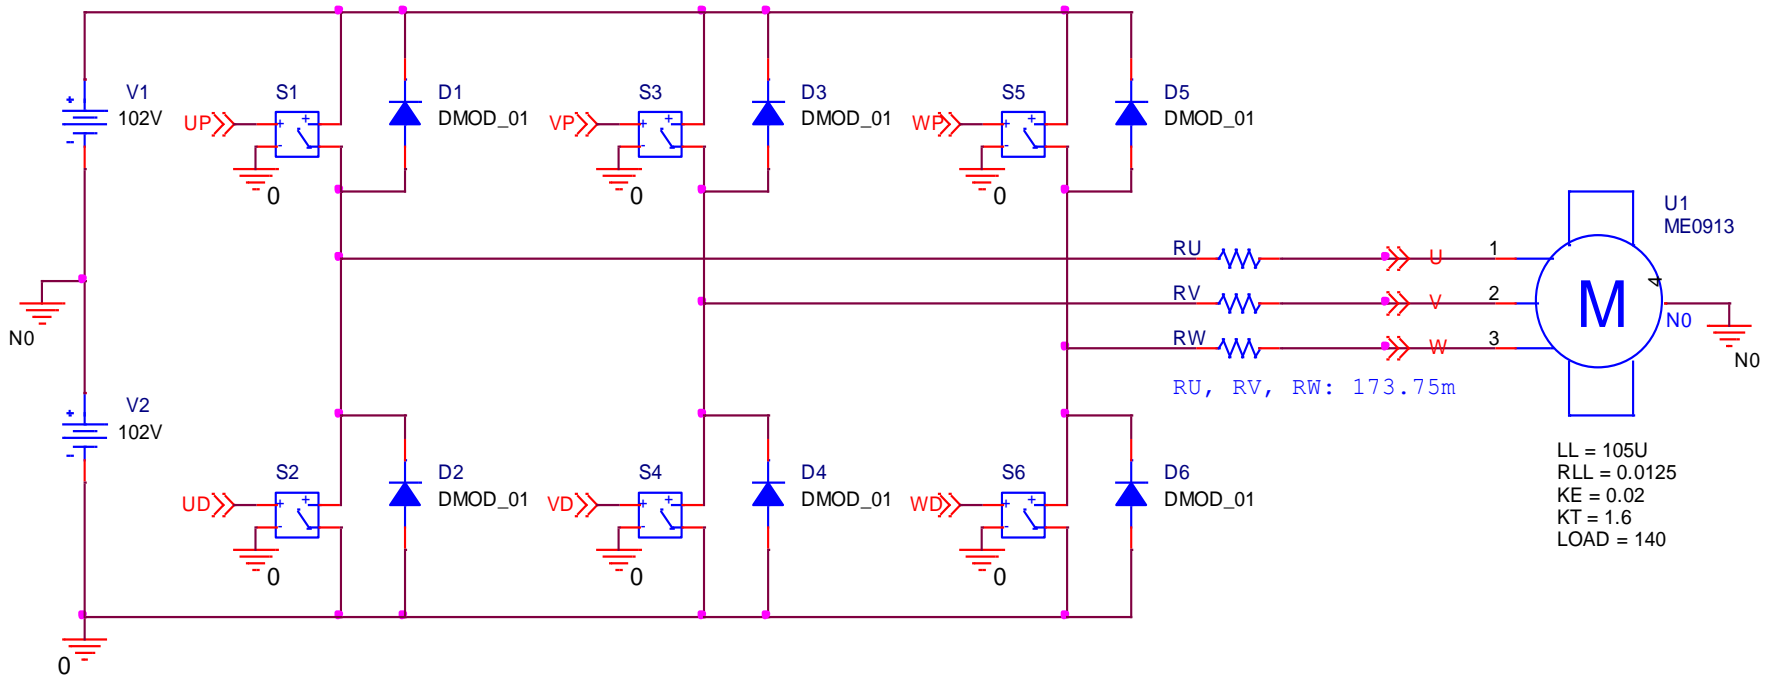 V1
102V
UP
S1
+
-
+
0
D1
DMOD_01
VP
S3
+
-
+
0
D3
DMOD_01
WP
S5
+
-
+
0
D5
DMOD_01
+
-
N0
RU
RV
RW
U
V
W
1
2
3
4
M
N0
N0
U1
ME0913
RU, RV, RW: 173.75m
LL = 105U
RLL = 0.0125
KE = 0.02
KT = 1.6
LOAD = 140
V2
102V
+
-
UD
S2
+
-
+
0
D2
DMOD_01
VD
S4
+
-
+
0
D4
DMOD_01
WD
S6
+
-
+
0
D6
DMOD_01
0